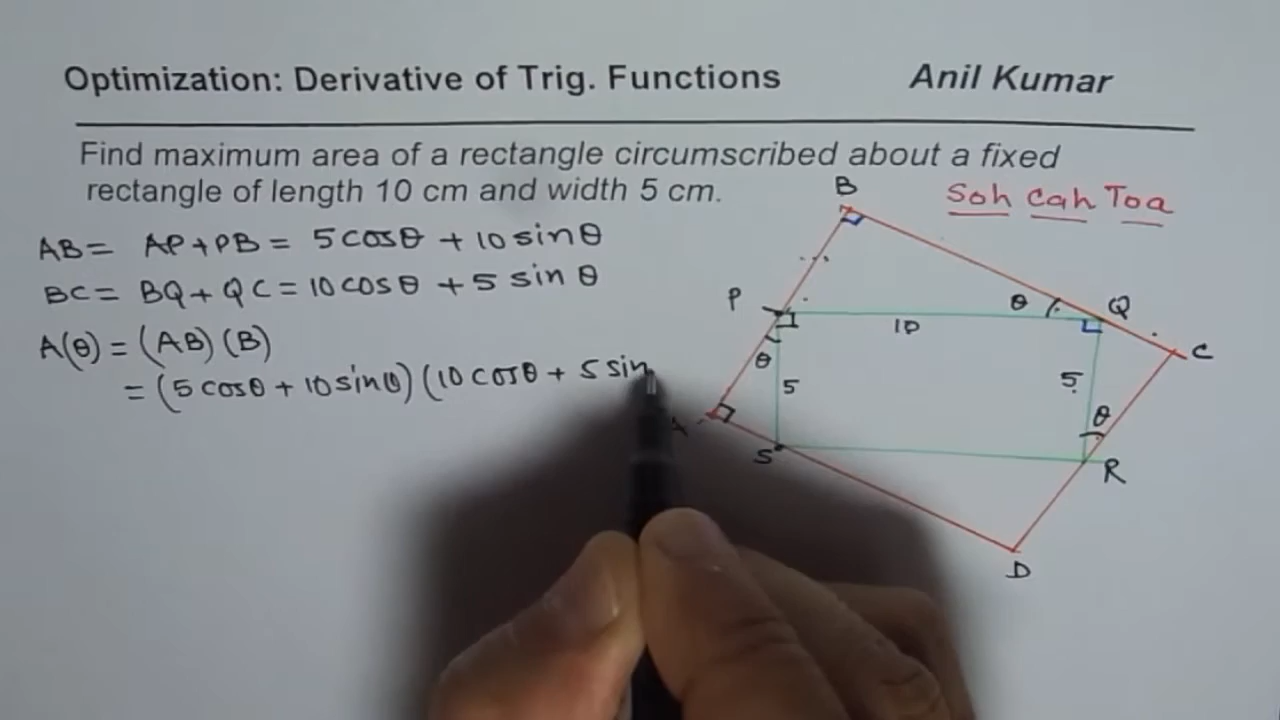 Optimization: Derivative of Trig. Functions Anil Kumar
Find maximum area of a rectangle circumscribed about a fixed
rectangle of length 10 cm and width 5 cm.
Soh Cah Toa
AB = AP + PB = 5 cosθ + 10 sinθ
BC = BQ + QC = 10 cosθ + 5 sin θ
A(θ) = (AB) (B)
= (5 cosθ + 10 sinθ) (10 cosθ + 5 sin
B
P
θ
Q
10
C
θ
5
5
θ
A
S
R
D